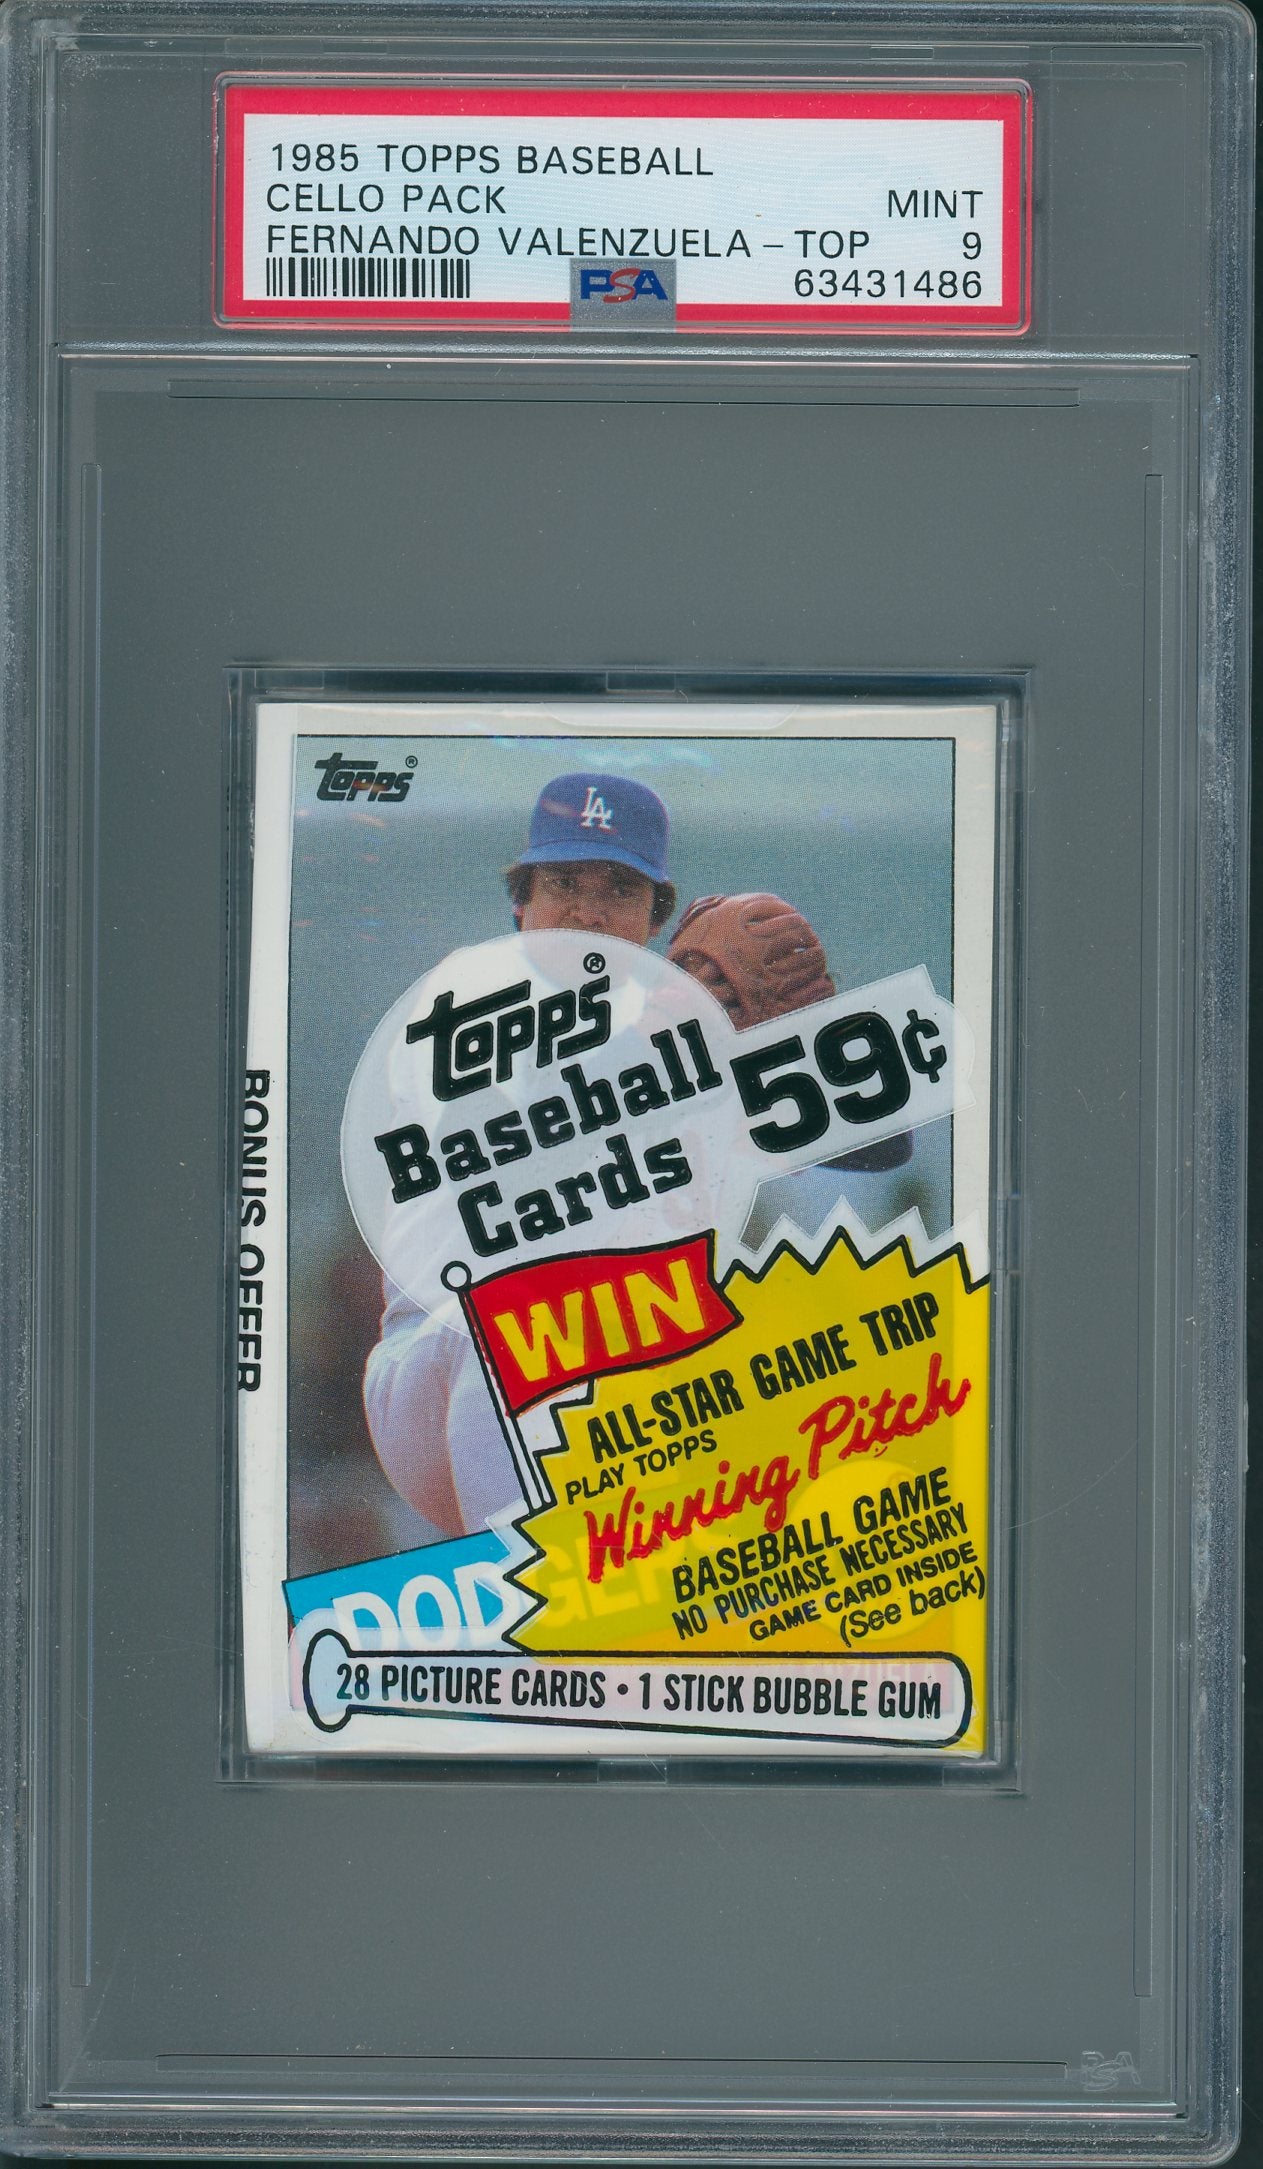 1985 TOPPS BASEBALL
CELLO PACK MINT
FERNANDO VALENZUELA - TOP 9
PSA 63431486
Topps®
Topps®
Baseball
Cards
59¢
BONUS OFFER
WIN
ALL-STAR GAME TRIP
PLAY TOPPS
Winning Pitch
BASEBALL GAME
NO PURCHASE NECESSARY
GAME CARD INSIDE
(See back)
DODGERS
28 PICTURE CARDS • 1 STICK BUBBLE GUM
PSA